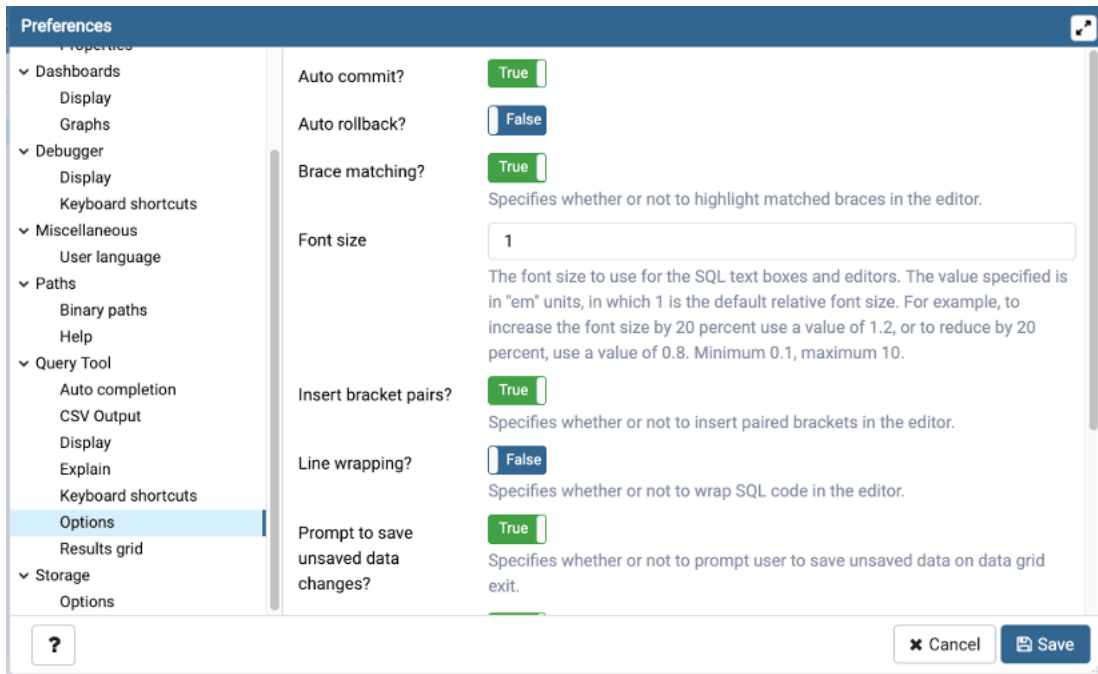 Preferences
Properties
Dashboards
Display
Graphs
Debugger
Display
Keyboard shortcuts
Miscellaneous
User language
Paths
Binary paths
Help
Query Tool
Auto completion
CSV Output
Display
Explain
Keyboard shortcuts
Options
Results grid
Storage
Options
Auto commit?
True
Auto rollback?
False
Brace matching?
True
Specifies whether or not to highlight matched braces in the editor.
Font size
1
The font size to use for the SQL text boxes and editors. The value specified is
in "em" units, in which 1 is the default relative font size. For example, to
increase the font size by 20 percent use a value of 1.2, or to reduce by 20
percent, use a value of 0.8. Minimum 0.1, maximum 10.
Insert bracket pairs?
True
Specifies whether or not to insert paired brackets in the editor.
Line wrapping?
False
Specifies whether or not to wrap SQL code in the editor.
Prompt to save
unsaved data
changes?
True
Specifies whether or not to prompt user to save unsaved data on data grid
exit.
?
Cancel
Save